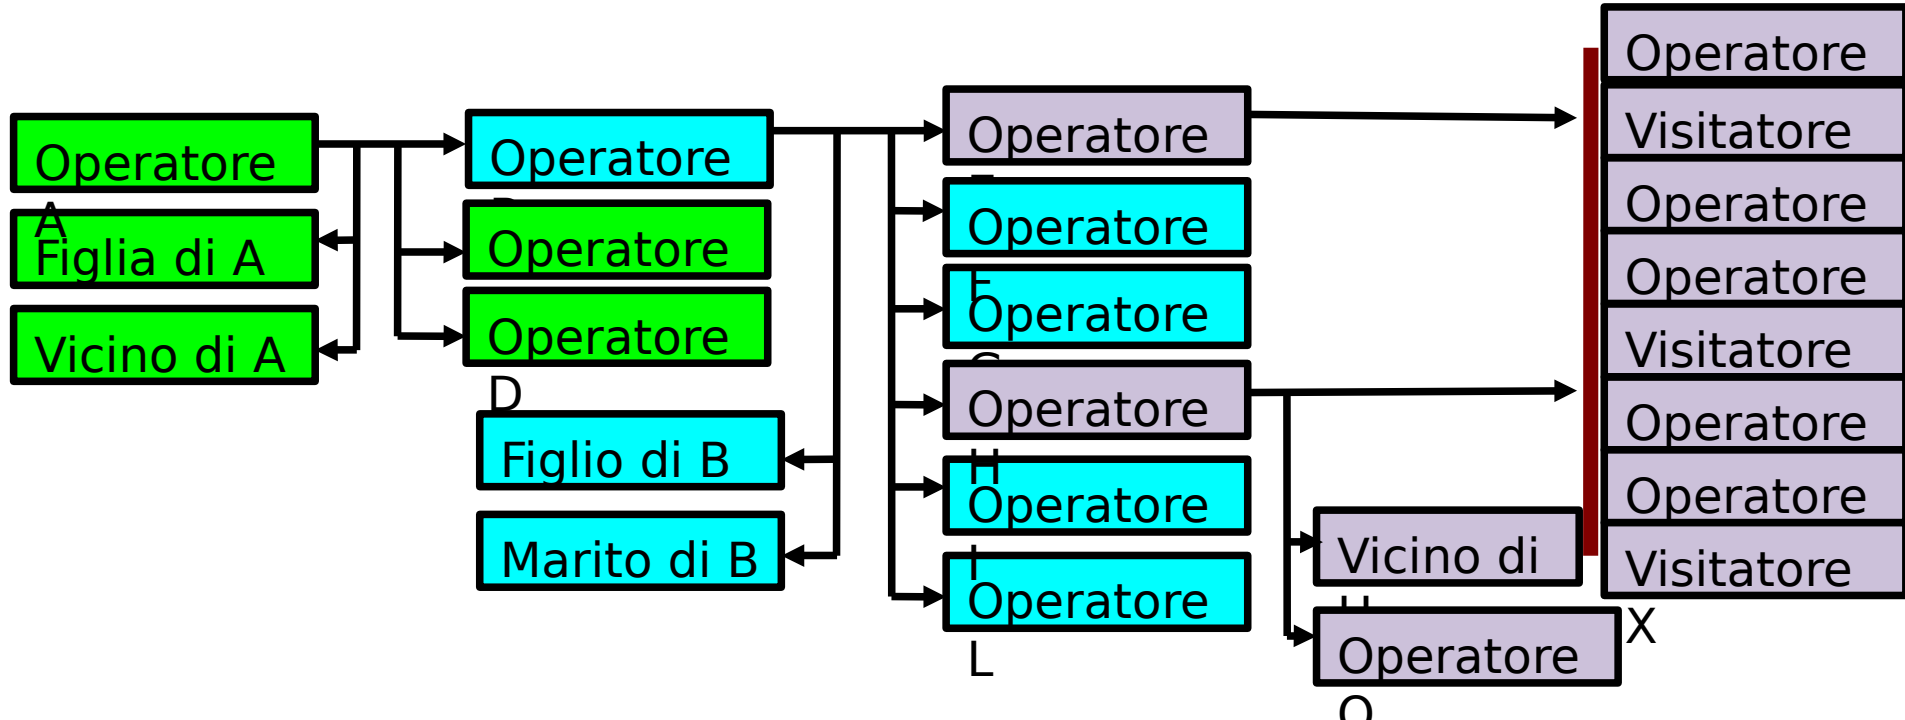 Operatore
A
Figlia di A
Vicino di A
Operatore
Operatore
Operatore
D
Figlio di B
Marito di B
Operatore
Operatore
F
Operatore
G
Operatore
H
Operatore
I
Operatore
L
Vicino di
H
Operatore
Q
Operatore
Visitatore
Operatore
Operatore
Visitatore
Operatore
Operatore
Visitatore
X